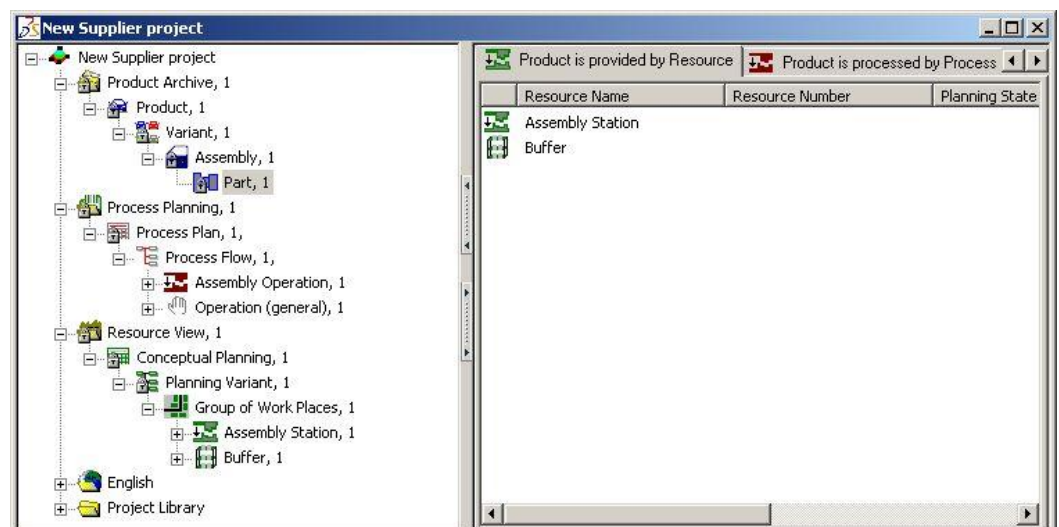 New Supplier project
New Supplier project
Product Archive, 1
Product, 1
Variant, 1
Assembly, 1
Part, 1
Process Planning, 1
Process Plan, 1,
Process Flow, 1,
Assembly Operation, 1
Operation (general), 1
Resource View, 1
Conceptual Planning, 1
Planning Variant, 1
Group of Work Places, 1
Assembly Station, 1
Buffer, 1
English
Project Library
Product is provided by Resource Product is processed by Process
Resource Name Resource Number Planning State
Assembly Station
Buffer